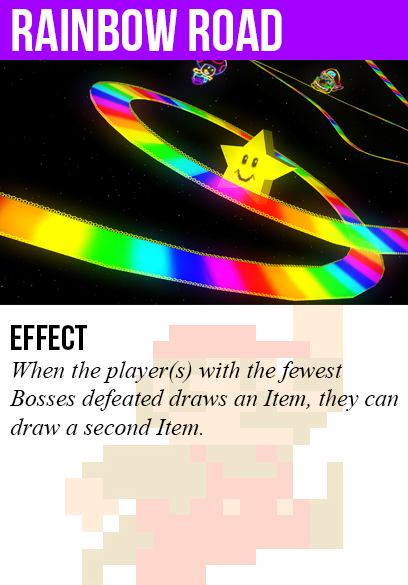 RAINBOW ROAD
EFFECT
When the player(s) with the fewest
Bosses defeated draws an Item, they can
draw a second Item.